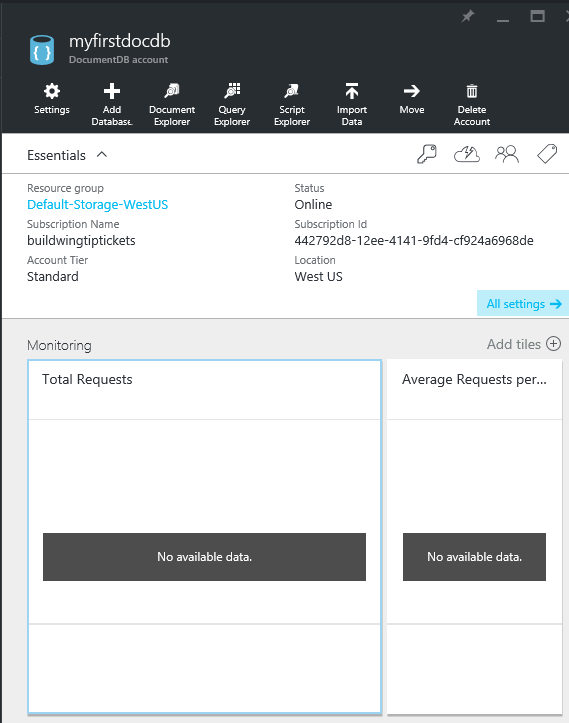 myfirstdocdb
DocumentDB account
Settings
Add
Database.
Document
Explorer
Query
Explorer
Script
Explorer
Import
Data
Move
Delete
Account
Essentials
Resource group
Default-Storage-WestUS
Status
Online
Subscription Name
buildwingtiptickets
Subscription Id
442792d8-12ee-4141-9fd4-cf924a6968de
Account Tier
Standard
Location
West US
All settings
Monitoring
Add tiles
Total Requests
Average Requests per...
No available data.
No available data.